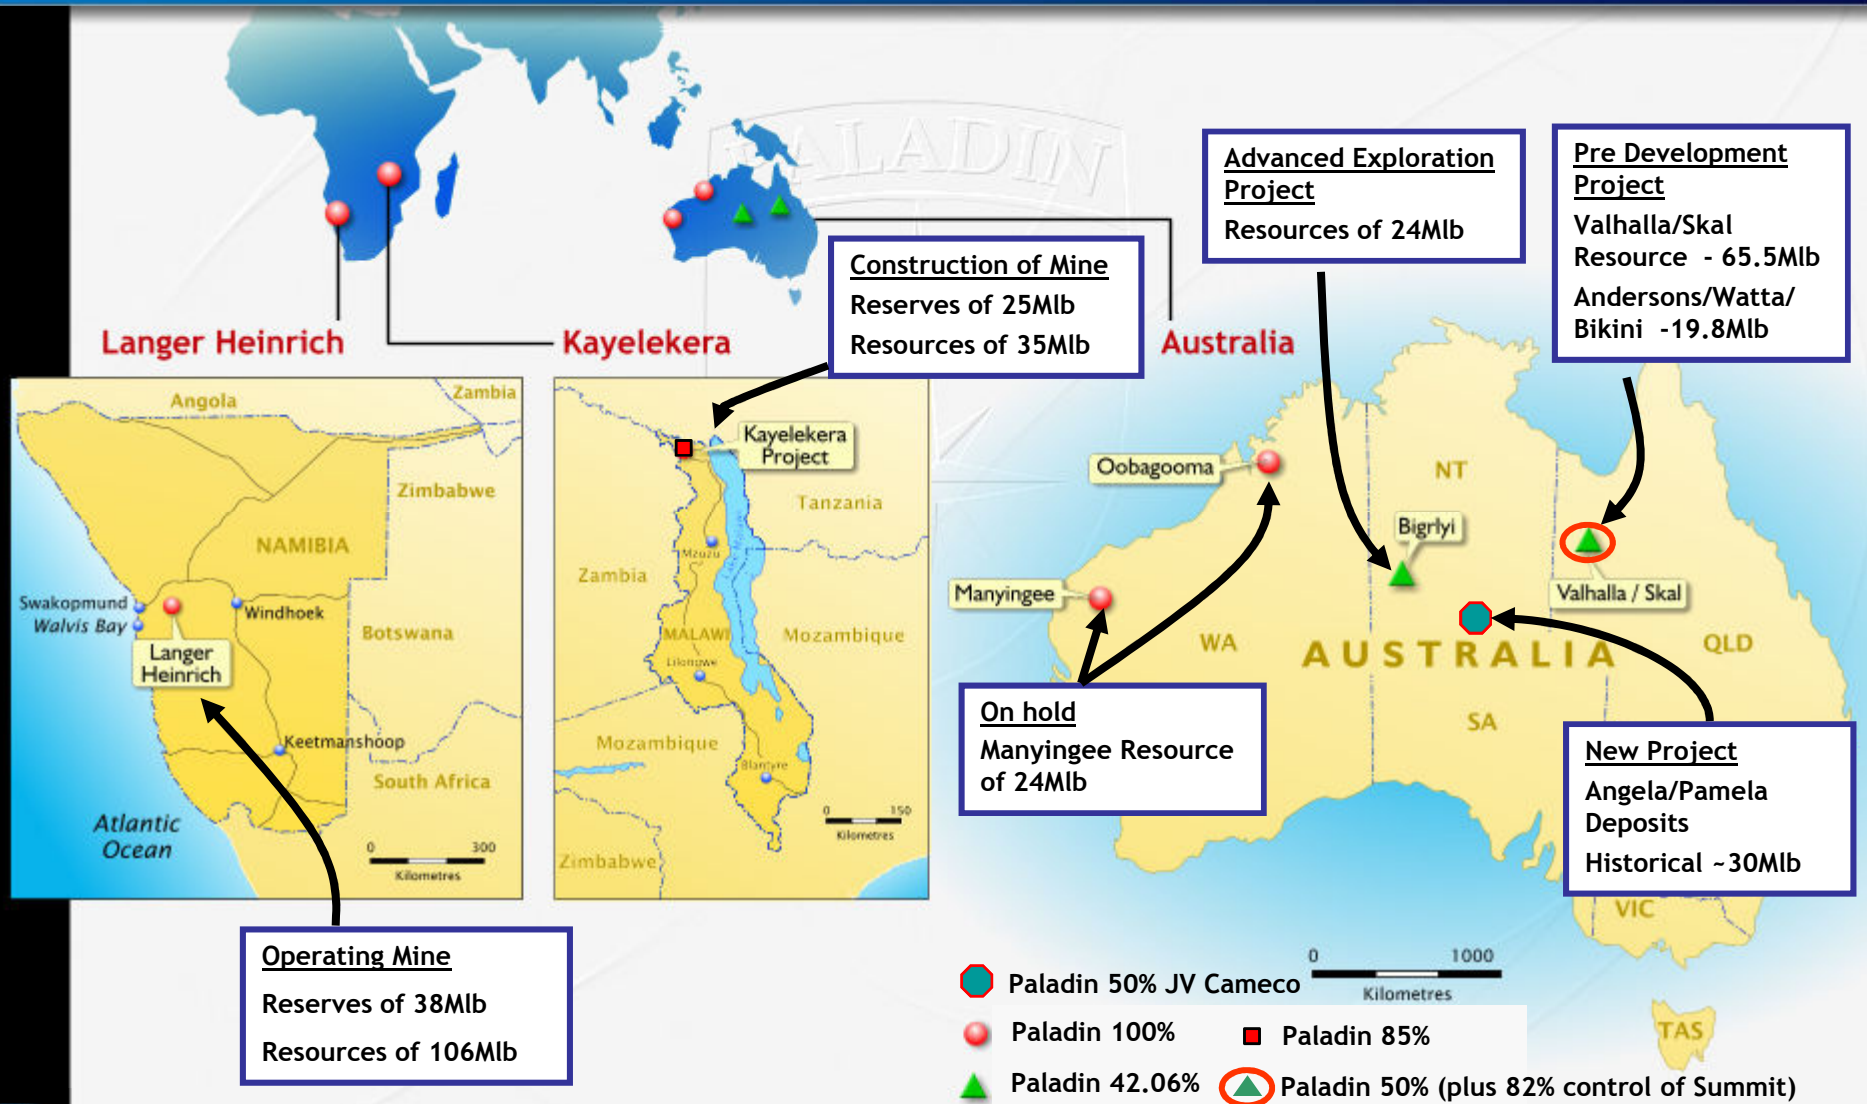 PALADIN
Langer Heinrich
Kayelekera
Australia
Construction of Mine
Reserves of 25Mlb
Resources of 35Mlb
Advanced Exploration
Project
Resources of 24Mlb
Pre Development
Project
Valhalla/Skal
Resource - 65.5Mlb
Andersons/Watta/
Bikini -19.8Mlb
Angola
Zambia
Zimbabwe
NAMIBIA
Swakopmund
Walvis Bay
Windhoek
Botswana
Langer
Heinrich
Keetmanshoop
South Africa
Atlantic
Ocean
0 300
Kilometres
Operating Mine
Reserves of 38Mlb
Resources of 106Mlb
Kayelekera
Project
Tanzania
Mzuzu
Zambia
MALAWI
Mozambique
Lilongwe
Mozambique
Blantyre
0 150
Kilometres
Zimbabwe
Oobagooma
NT
Bigrlyi
Manyingee
Valhalla / Skal
WA
AUSTRALIA
QLD
SA
On hold
Manyingee Resource
of 24Mlb
New Project
Angela/Pamela
Deposits
Historical ~30Mlb
VIC
TAS
0 1000
Kilometres
Paladin 50% JV Cameco
Paladin 100%
Paladin 85%
Paladin 42.06%
Paladin 50% (plus 82% control of Summit)